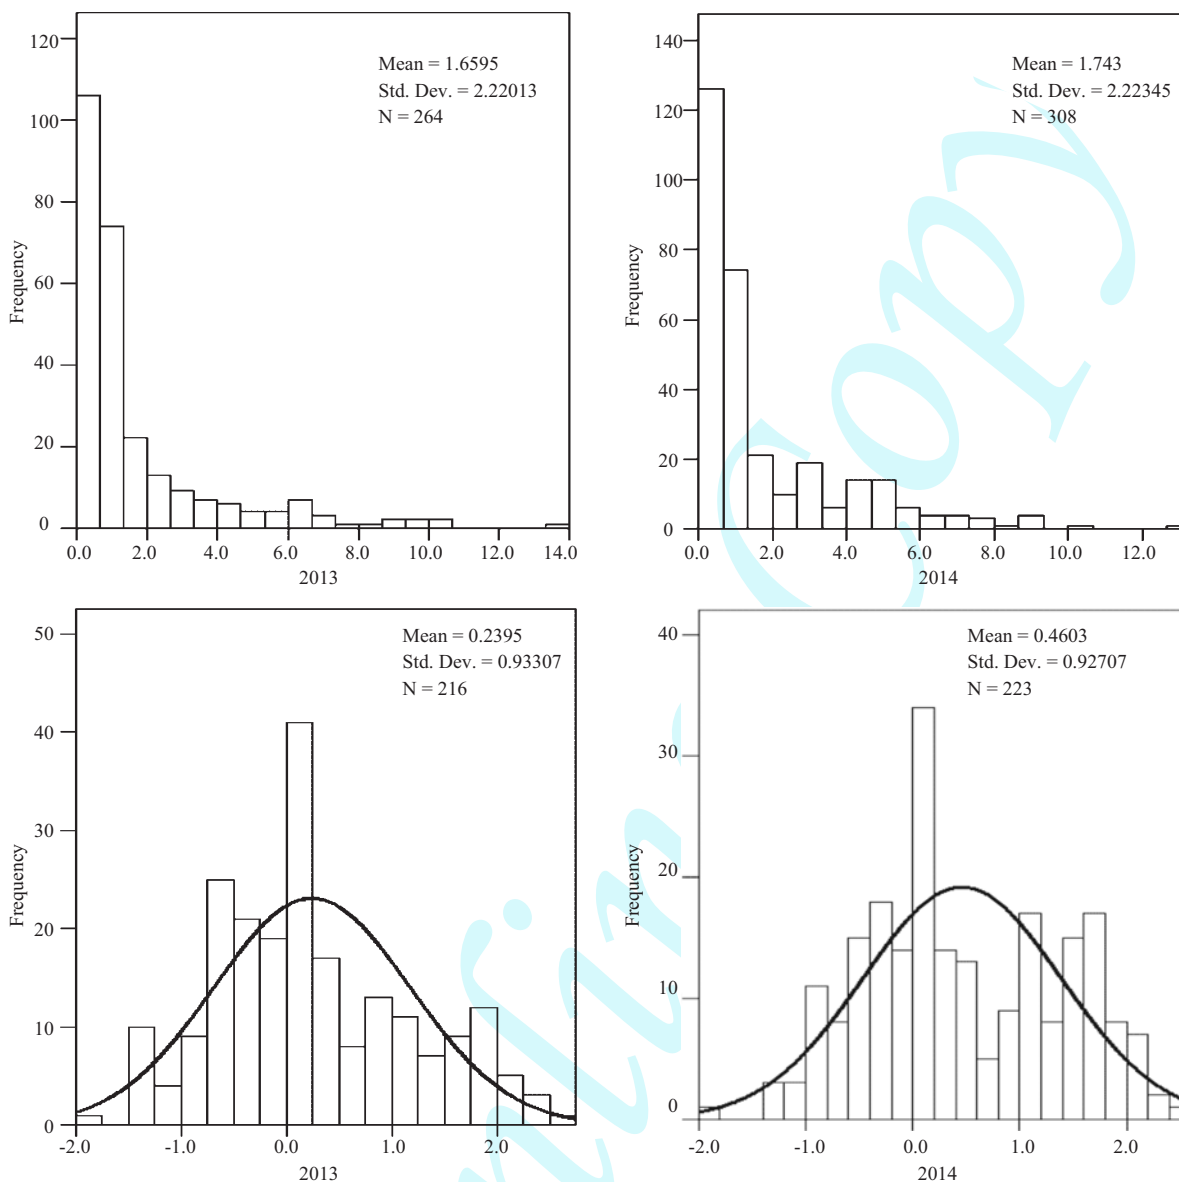 120
100
80
60
40
20
0
Frequency
Mean = 1.6595
Std. Dev. = 2.22013
N = 264
0.0 2.0 4.0 6.0 8.0 10.0 12.0 14.0
2013
140
120
100
80
60
40
20
0
Frequency
Mean = 1.743
Std. Dev. = 2.22345
N = 308
0.0 2.0 4.0 6.0 8.0 10.0 12.0
2014
50
40
30
20
10
0
Frequency
Mean = 0.2395
Std. Dev. = 0.93307
N = 216
-2.0 -1.0 0.0 1.0 2.0
2013
40
30
20
10
0
Frequency
Mean = 0.4603
Std. Dev. = 0.92707
N = 223
-2.0 -1.0 0.0 1.0 2.0
2014
Copy